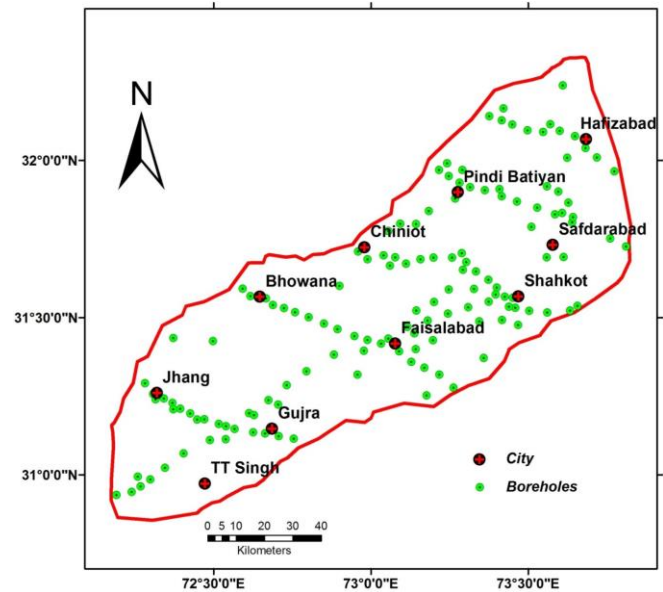 N
Hafizabad
32°0'0"N
Pindi Batiyan
Safdarabad
Chiniot
Bhowana
Shahkot
31°30'0"N
Faisalabad
Jhang
Gujra
TT Singh
City
31°0'0"N
Boreholes
0 5 10 20 30 40
Kilometers
72°30'0"E
73°0'0"E
73°30'0"E